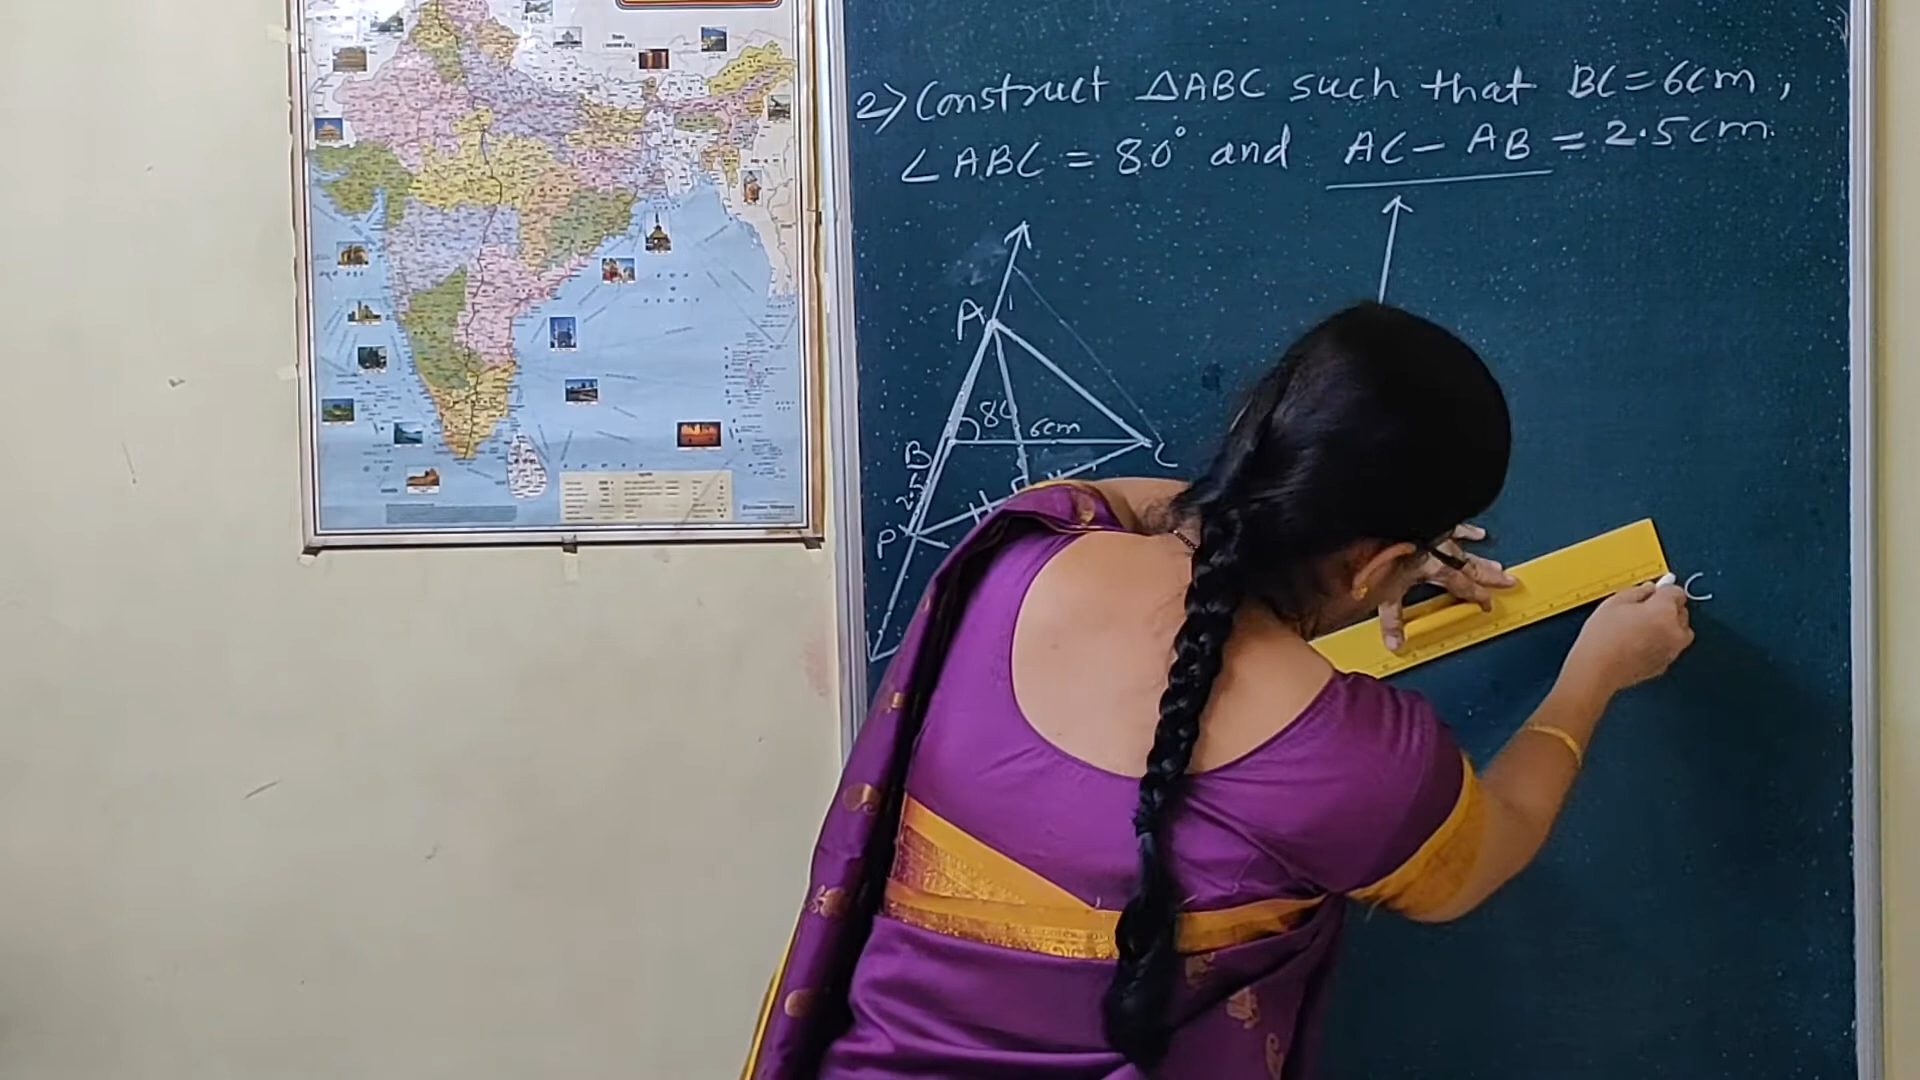 2) Construct △ABC such that BC = 6cm,
∠ABC = 80° and AC - AB = 2.5cm.
A
80
6cm
B
C
2.5
P
C